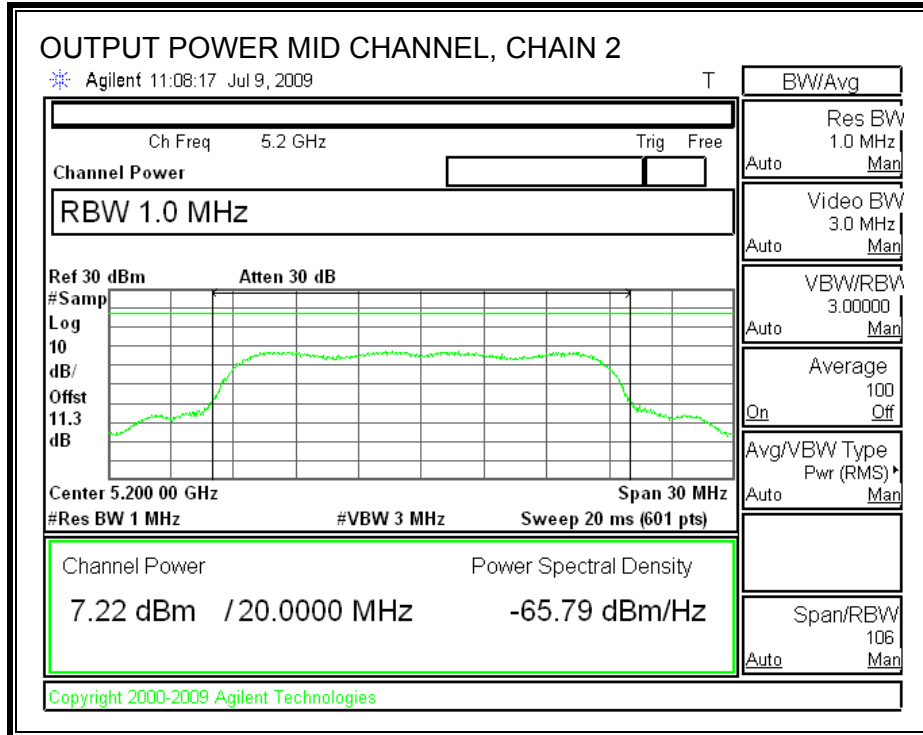 OUTPUT POWER MID CHANNEL, CHAIN 2
Agilent 11:08:17 Jul 9, 2009 T
Ch Freq 5.2 GHz Trig Free
Channel Power
RBW 1.0 MHz
Ref 30 dBm Atten 30 dB
#Samp
Log
10
dB/
Offst
11.3
dB
Center 5.200 00 GHz Span 30 MHz
#Res BW 1 MHz #VBW 3 MHz Sweep 20 ms (601 pts)
Channel Power Power Spectral Density
7.22 dBm / 20.0000 MHz -65.79 dBm/Hz
Copyright 2000-2009 Agilent Technologies
BW/Avg
Res BW
1.0 MHz
Auto Man
Video BW
3.0 MHz
Auto Man
VBW/RBW
3.00000
Auto Man
Average
100
On Off
Avg/VBW Type
Pwr (RMS)
Auto Man
Span/RBW
106
Auto Man